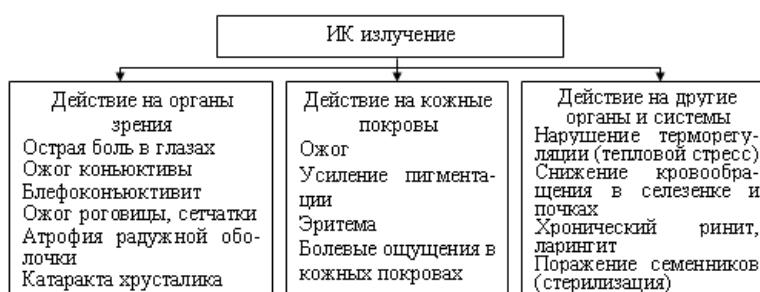 ИК излучение
Действие на органы
зрения
Острая боль в глазах
Ожог коньюктивы
Блефоконъюктивит
Ожог роговицы, сетчатки
Атрофия радужной обо-
лочки
Катаракта хрусталика
Действие на кожные
покровы
Ожог
Усиление пигмента-
ции
Эритема
Болевые ощущения в
кожных покровах
Действие на другие
органы и системы
Нарушение терморегу-
ляции (тепловой стресс)
Снижение кровообра-
щения в селезенке и
почках
Хронический ринит,
ларингит
Поражение семенников
(стерилизация)